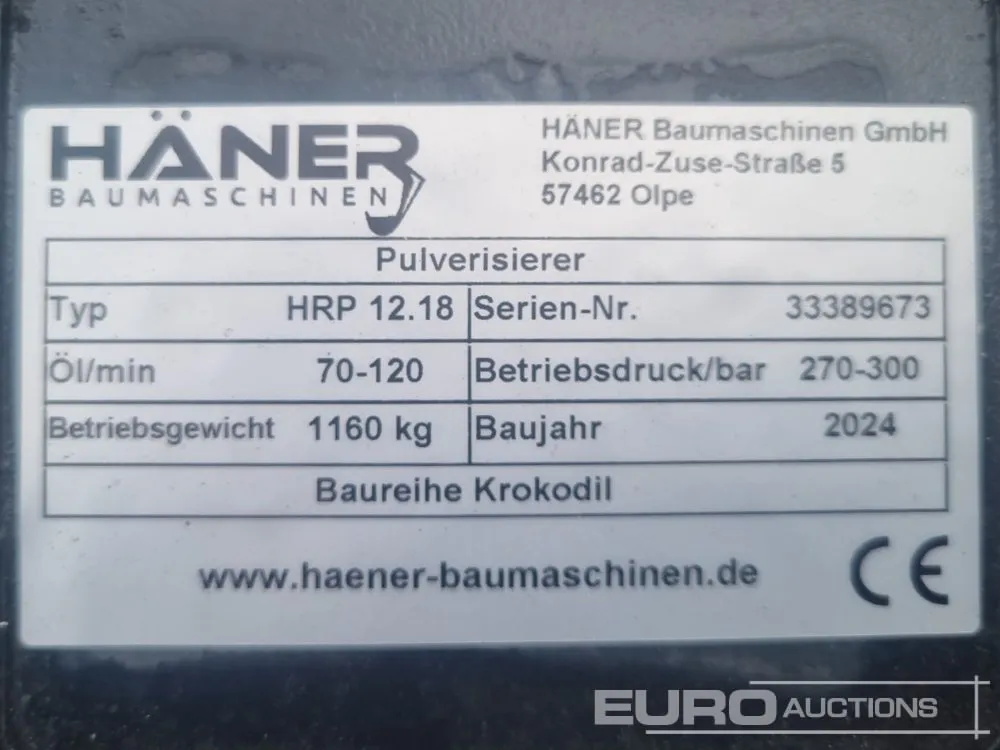 HÄNER
BAUMASCHINEN
HÄNER Baumaschinen GmbH
Konrad-Zuse-Straße 5
57462 Olpe
Pulverisierer
Typ HRP 12.18 Serien-Nr. 33389673
Öl/min 70-120 Betriebsdruck/bar 270-300
Betriebsgewicht 1160 kg Baujahr 2024
Baureihe Krokodil
www.haener-baumaschinen.de
CE
EURO AUCTIONS